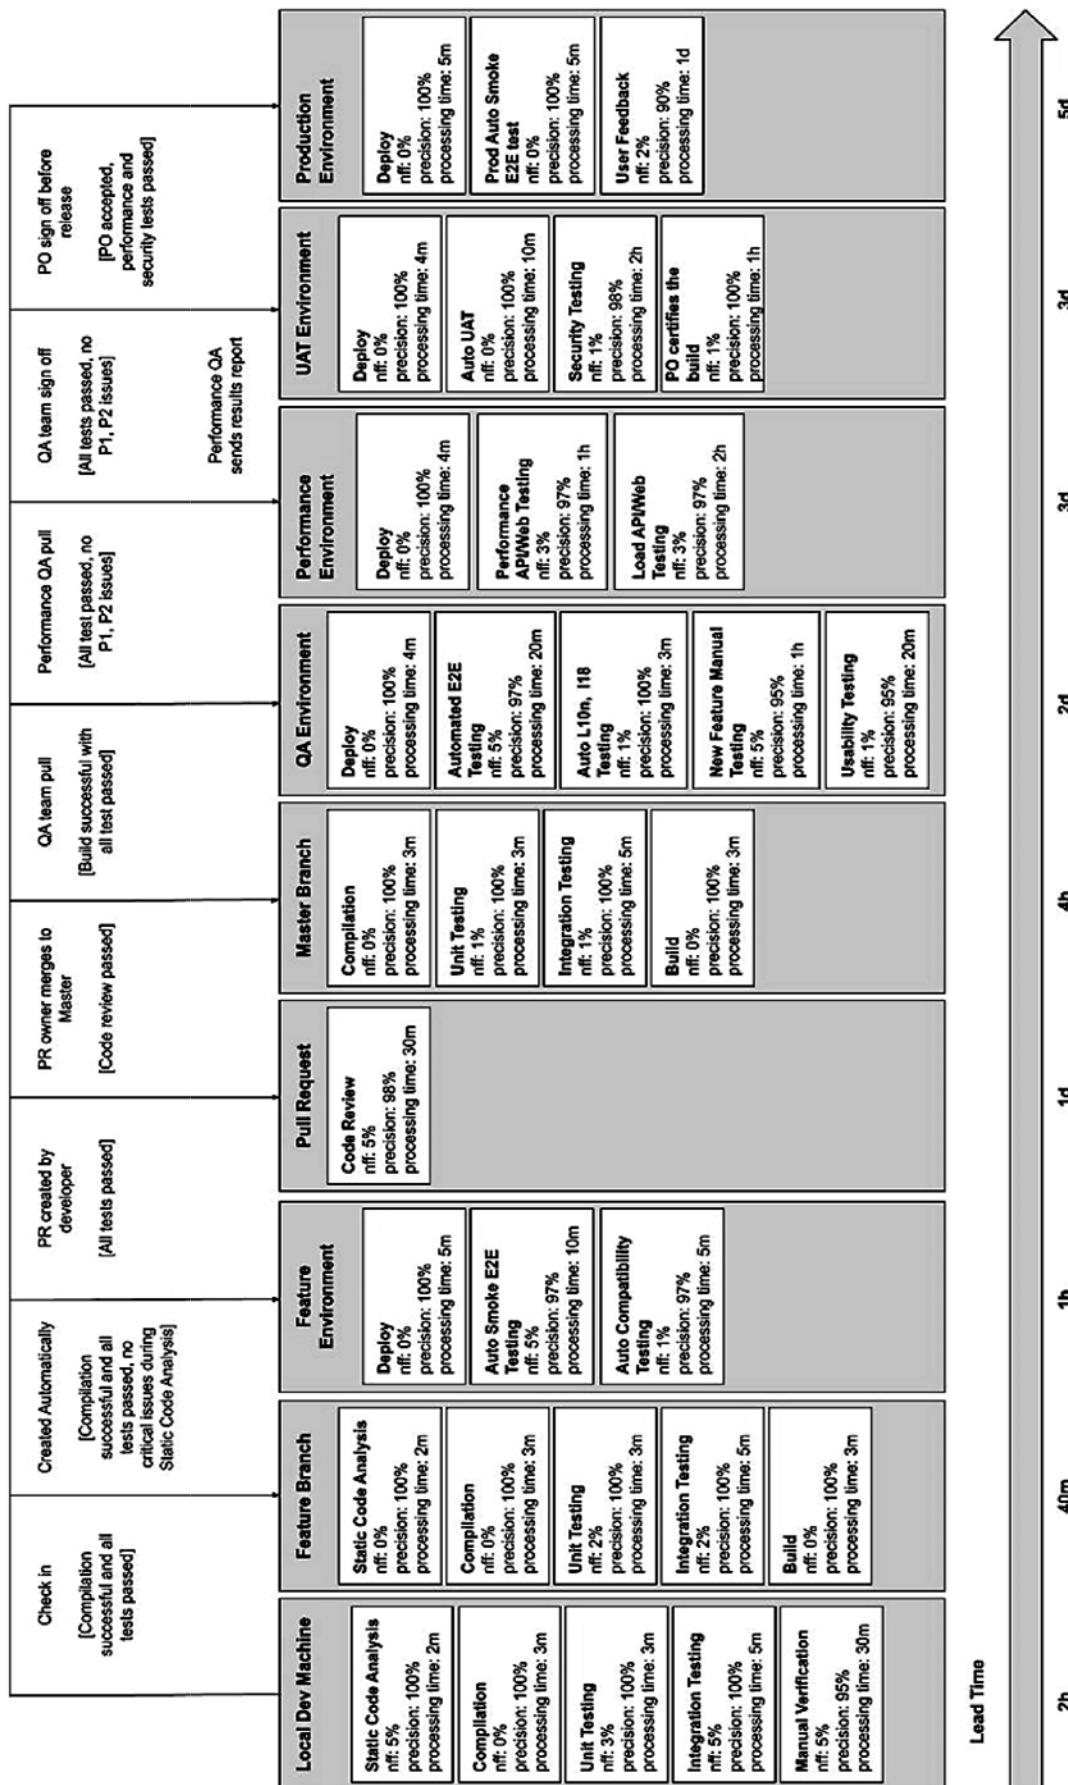 Check in
[Compilation
successful and all
tests passed]
Created Automatically
[Compilation
successful and all
tests passed, no
critical issues during
Static Code Analysis]
PR created by
developer
[All tests passed]
PR owner merges to
Master
[Code review passed]
QA team pull
[Build successful with
all test passed]
Performance QA pull
[All test passed, no
P1, P2 issues]
QA team sign off
[All tests passed, no
P1, P2 issues]
Performance QA
sends results report
PO sign off before
release
[PO accepted,
performance and
security tests passed]
Local Dev Machine
Static Code Analysis
nff: 5%
precision: 100%
processing time: 2m
Compilation
nff: 0%
precision: 100%
processing time: 3m
Unit Testing
nff: 3%
precision: 100%
processing time: 3m
Integration Testing
nff: 5%
precision: 100%
processing time: 5m
Manual Verification
nff: 5%
precision: 95%
processing time: 30m
Feature Branch
Static Code Analysis
nff: 0%
precision: 100%
processing time: 2m
Compilation
nff: 0%
precision: 100%
processing time: 3m
Unit Testing
nff: 2%
precision: 100%
processing time: 3m
Integration Testing
nff: 2%
precision: 100%
processing time: 5m
Build
nff: 0%
precision: 100%
processing time: 3m
Feature
Environment
Deploy
nff: 0%
precision: 100%
processing time: 5m
Auto Smoke E2E
Testing
nff: 5%
precision: 97%
processing time: 10m
Auto Compatibility
Testing
nff: 1%
precision: 97%
processing time: 5m
Pull Request
Code Review
nff: 5%
precision: 98%
processing time: 30m
Master Branch
Compilation
nff: 0%
precision: 100%
processing time: 3m
Unit Testing
nff: 1%
precision: 100%
processing time: 3m
Integration Testing
nff: 1%
precision: 100%
processing time: 5m
Build
nff: 0%
precision: 100%
processing time: 3m
QA Environment
Deploy
nff: 0%
precision: 100%
processing time: 4m
Automated E2E
Testing
nff: 5%
precision: 97%
processing time: 20m
Auto L10n, I18
Testing
nff: 1%
precision: 100%
processing time: 3m
New Feature Manual
Testing
nff: 5%
precision: 95%
processing time: 1h
Usability Testing
nff: 1%
precision: 95%
processing time: 20m
Performance
Environment
Deploy
nff: 0%
precision: 100%
processing time: 4m
Performance
API/Web Testing
nff: 3%
precision: 97%
processing time: 1h
Load API/Web
Testing
nff: 3%
precision: 97%
processing time: 2h
UAT Environment
Deploy
nff: 0%
precision: 100%
processing time: 4m
Auto UAT
nff: 0%
precision: 100%
processing time: 10m
Security Testing
nff: 1%
precision: 98%
processing time: 2h
PO certifies the
build
nff: 1%
precision: 100%
processing time: 1h
Production
Environment
Deploy
nff: 0%
precision: 100%
processing time: 5m
Prod Auto Smoke
E2E test
nff: 0%
precision: 100%
processing time: 5m
User Feedback
nff: 2%
precision: 90%
processing time: 1d
Lead Time
2h
40m
1h
1d
4h
2d
3d
3d
5d